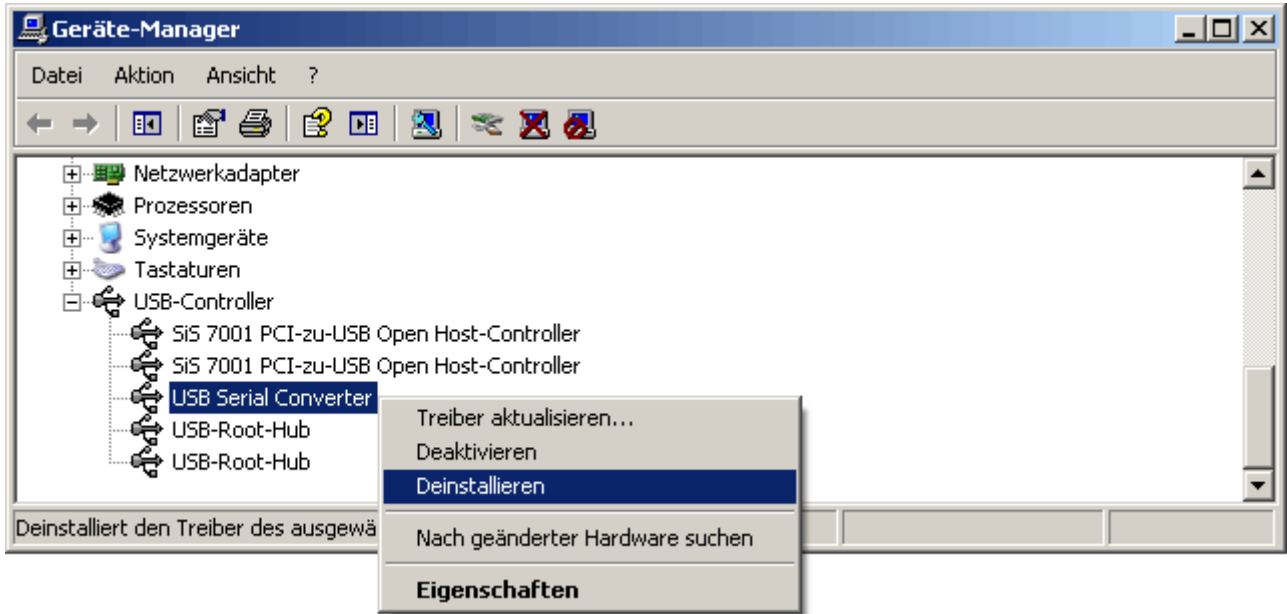 Geräte-Manager
Datei Aktion Ansicht ?
Netzwerkadapter
Prozessoren
Systemgeräte
Tastaturen
USB-Controller
SiS 7001 PCI-zu-USB Open Host-Controller
SiS 7001 PCI-zu-USB Open Host-Controller
USB Serial Converter
USB-Root-Hub
USB-Root-Hub
Treiber aktualisieren...
Deaktivieren
Deinstallieren
Nach geänderter Hardware suchen
Eigenschaften
Deinstalliert den Treiber des ausgewä